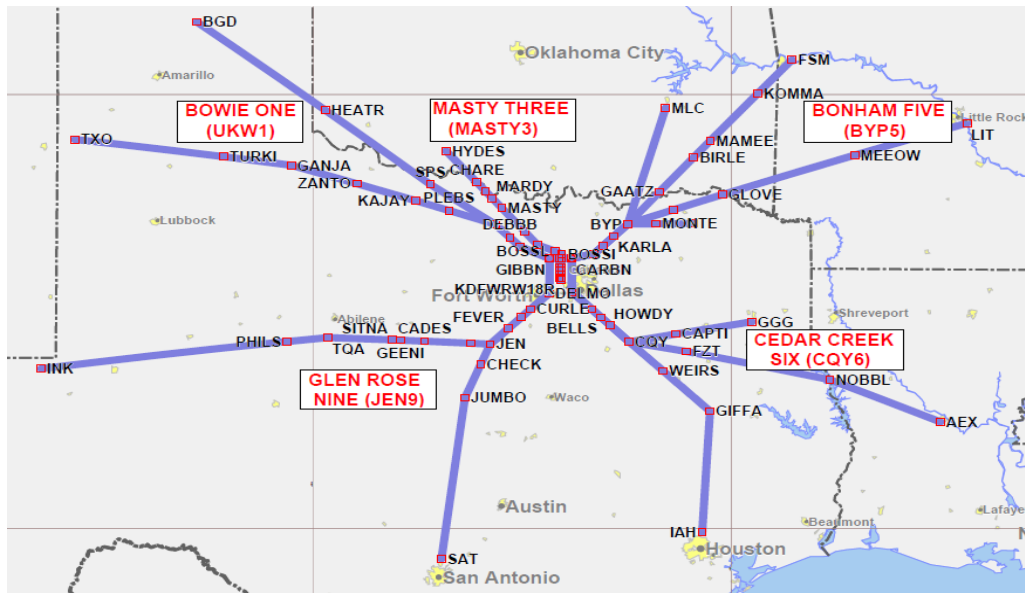 BGD
Oklahoma City
FSM
Amarillo
KOMMA
BOWIE ONE
(UKW1)
HEATR
MASTY THREE
(MASTY3)
MLC
BONHAM FIVE
(BYP5)
Little Rock
LIT
TXO
HYDES
MAMEE
TURKI
CHARE
BIRLE
MEEOW
GANJA
SPS
MARDY
ZANTO
GAATZ
GLOVE
KAJAY
PLEBS
MASTY
Lubbock
DEBBB
BYP
MONTE
BOSSL
BOSSI
KARLA
GIBBN
CARBN
KDFWRW18R
DELMO
Dallas
Fort Worth
CURLE
Abilene
FEVER
HOWDY
GGG
Shreveport
SITNA
CADES
BELLS
CAPTI
PHILS
TQA
GEENI
JEN
CQY
FZT
CEDAR CREEK
SIX (CQY6)
INK
CHECK
WEIRS
NOBBL
GLEN ROSE
NINE (JEN9)
JUMBO
Waco
GIFFA
AEX
Austin
Lafaye
Beaumont
N
IAH
Houston
SAT
San Antonio